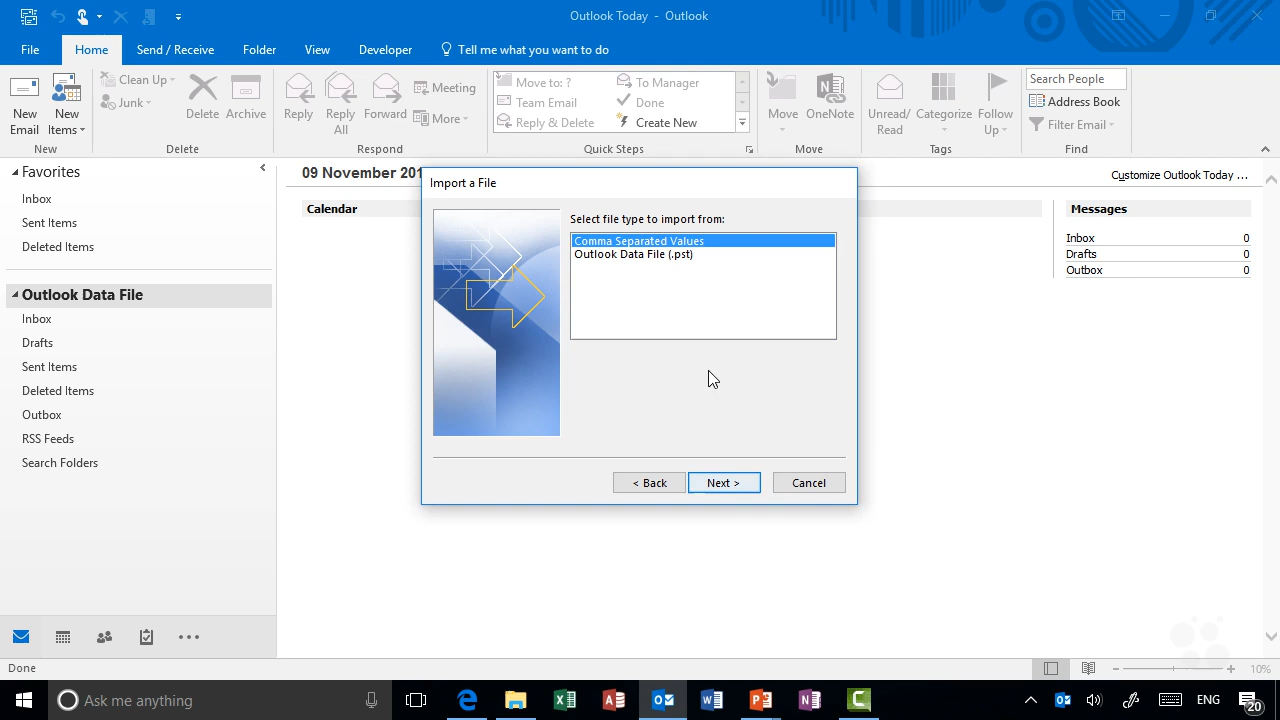 Outlook Today - Outlook
File
Home
Send / Receive
Folder
View
Developer
Tell me what you want to do
New Email
New Items
Clean Up
Junk
Delete
Archive
Reply
Reply All
Forward
Meeting
More
Move to: ?
Team Email
Reply & Delete
To Manager
Done
Create New
Move
OneNote
Unread/ Read
Categorize
Follow Up
Search People
Address Book
Filter Email
New
Delete
Respond
Quick Steps
Move
Tags
Find
Favorites
Inbox
Sent Items
Deleted Items
Outlook Data File
Inbox
Drafts
Sent Items
Deleted Items
Outbox
RSS Feeds
Search Folders
09 November 201
Customize Outlook Today ...
Calendar
Messages
Inbox 0
Drafts 0
Outbox 0
Import a File
Select file type to import from:
Comma Separated Values
Outlook Data File (.pst)
< Back
Next >
Cancel
Done
10%
Ask me anything
ENG
20